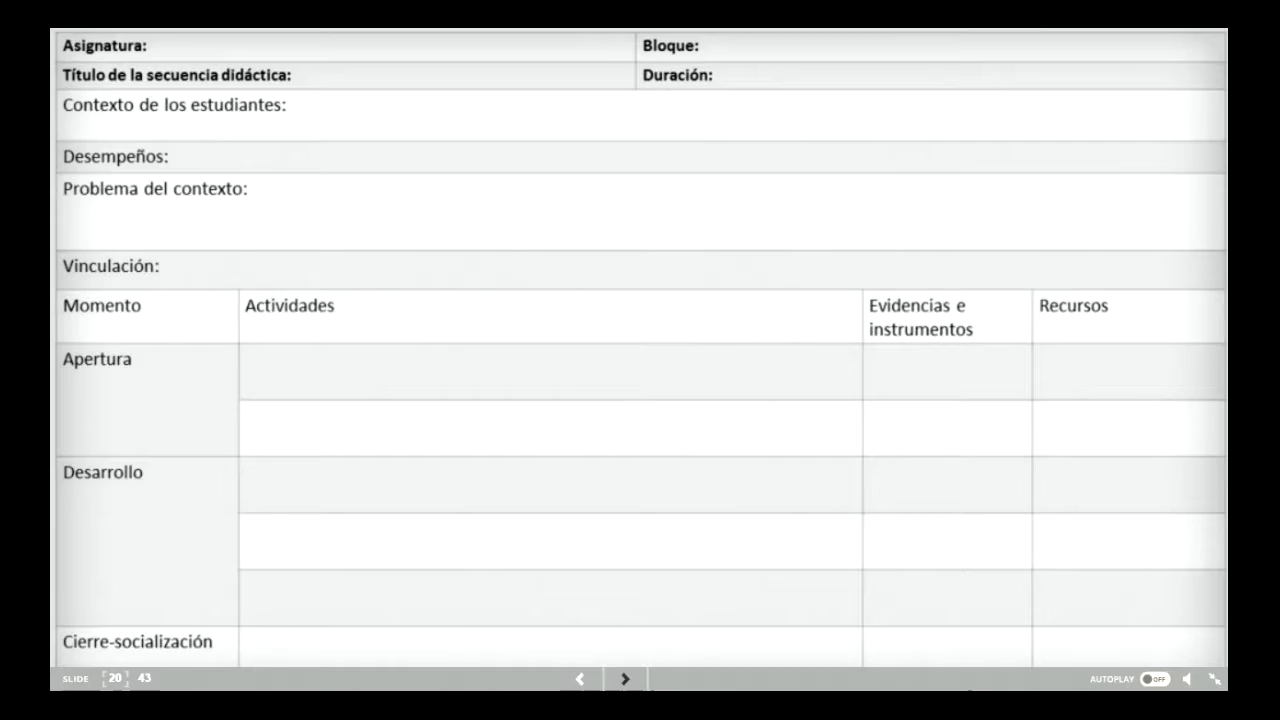 Asignatura:
Bloque:
Título de la secuencia didáctica:
Duración:
Contexto de los estudiantes:
Desempeños:
Problema del contexto:
Vinculación:
Momento
Actividades
Evidencias e
instrumentos
Recursos
Apertura
Desarrollo
Cierre-socialización
SLIDE 20 43
AUTOPLAY OFF